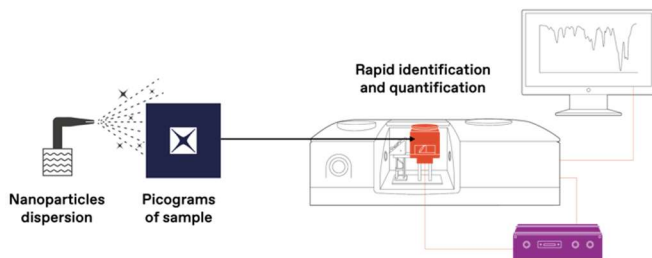 Rapid identification
and quantification
Nanoparticles
dispersion
Picograms
of sample